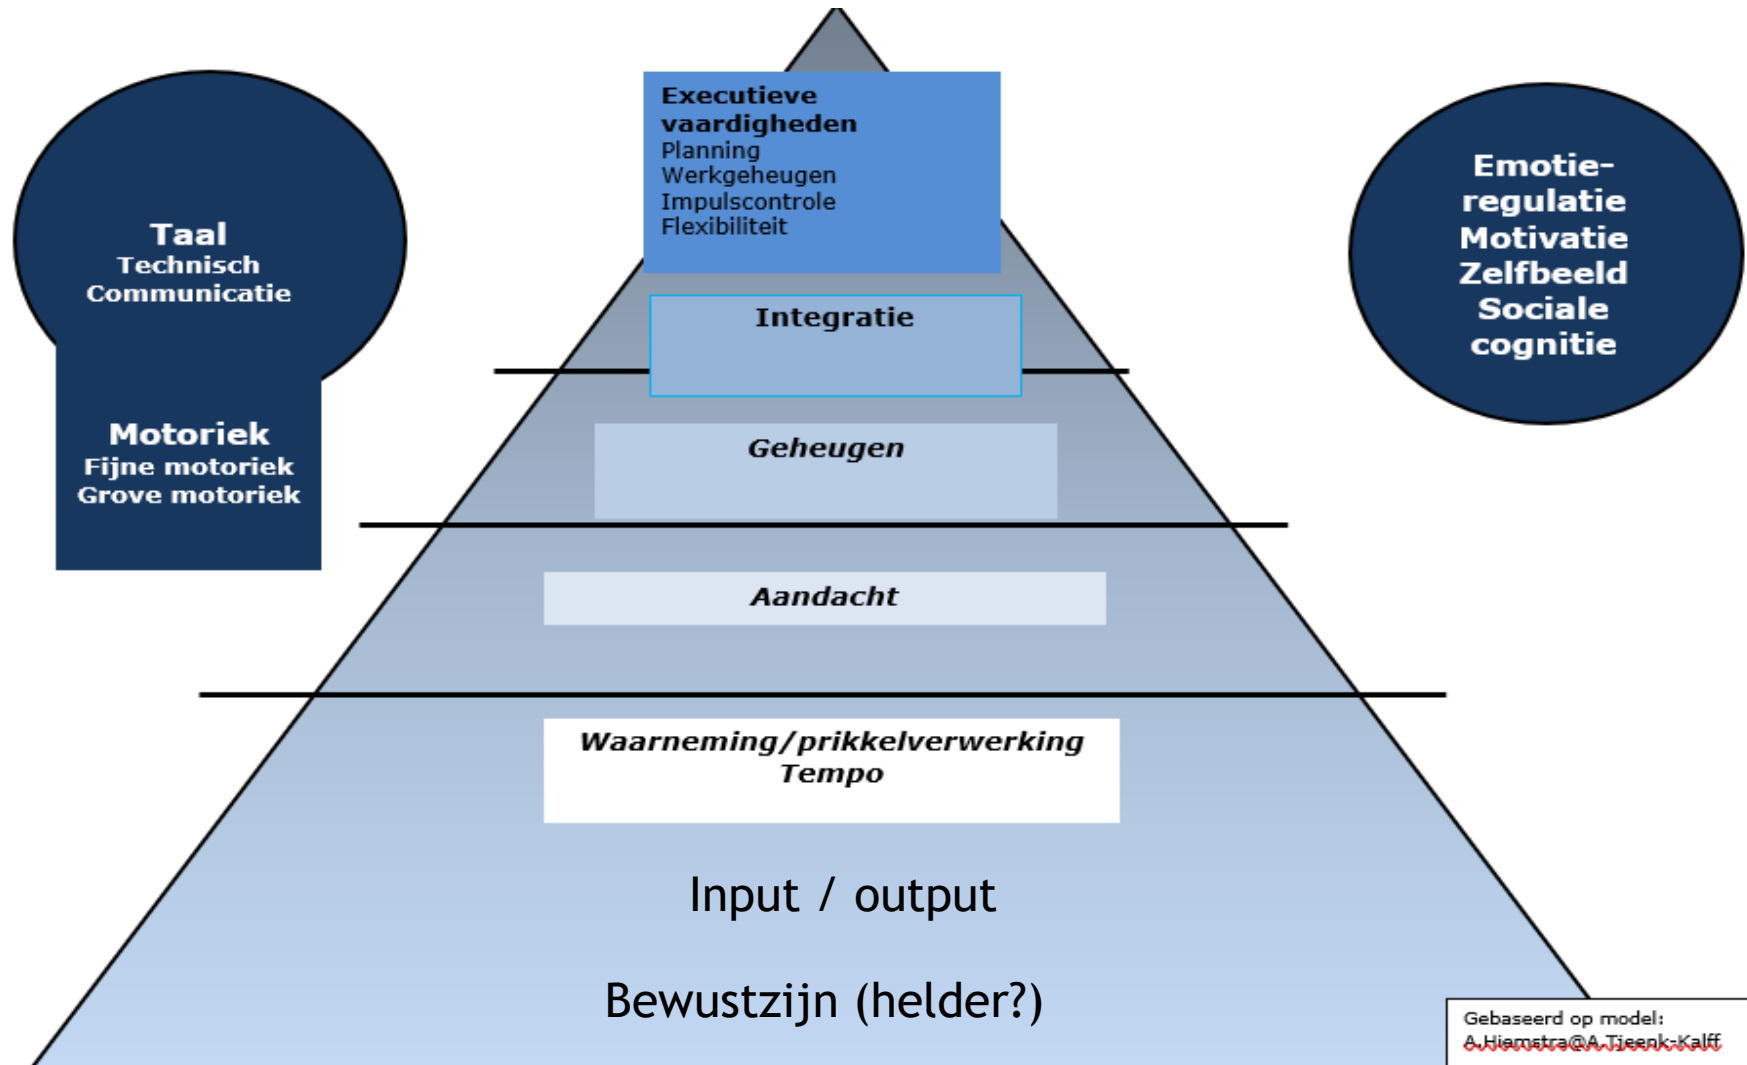 Executieve
vaardigheden
Planning
Werkgeheugen
Impulscontrole
Flexibiliteit
Taal
Technisch
Communicatie
Emotie-
regulatie
Motivatie
Zelfbeeld
Sociale
cognitie
Integratie
Motoriek
Fijne motoriek
Grove motoriek
Geheugen
Aandacht
Waarneming/prikkelverwerking
Tempo
Input / output
Bewustzijn (helder?)
Gebaseerd op model:
A.Hiemstra@A.Tjeenk-Kalff